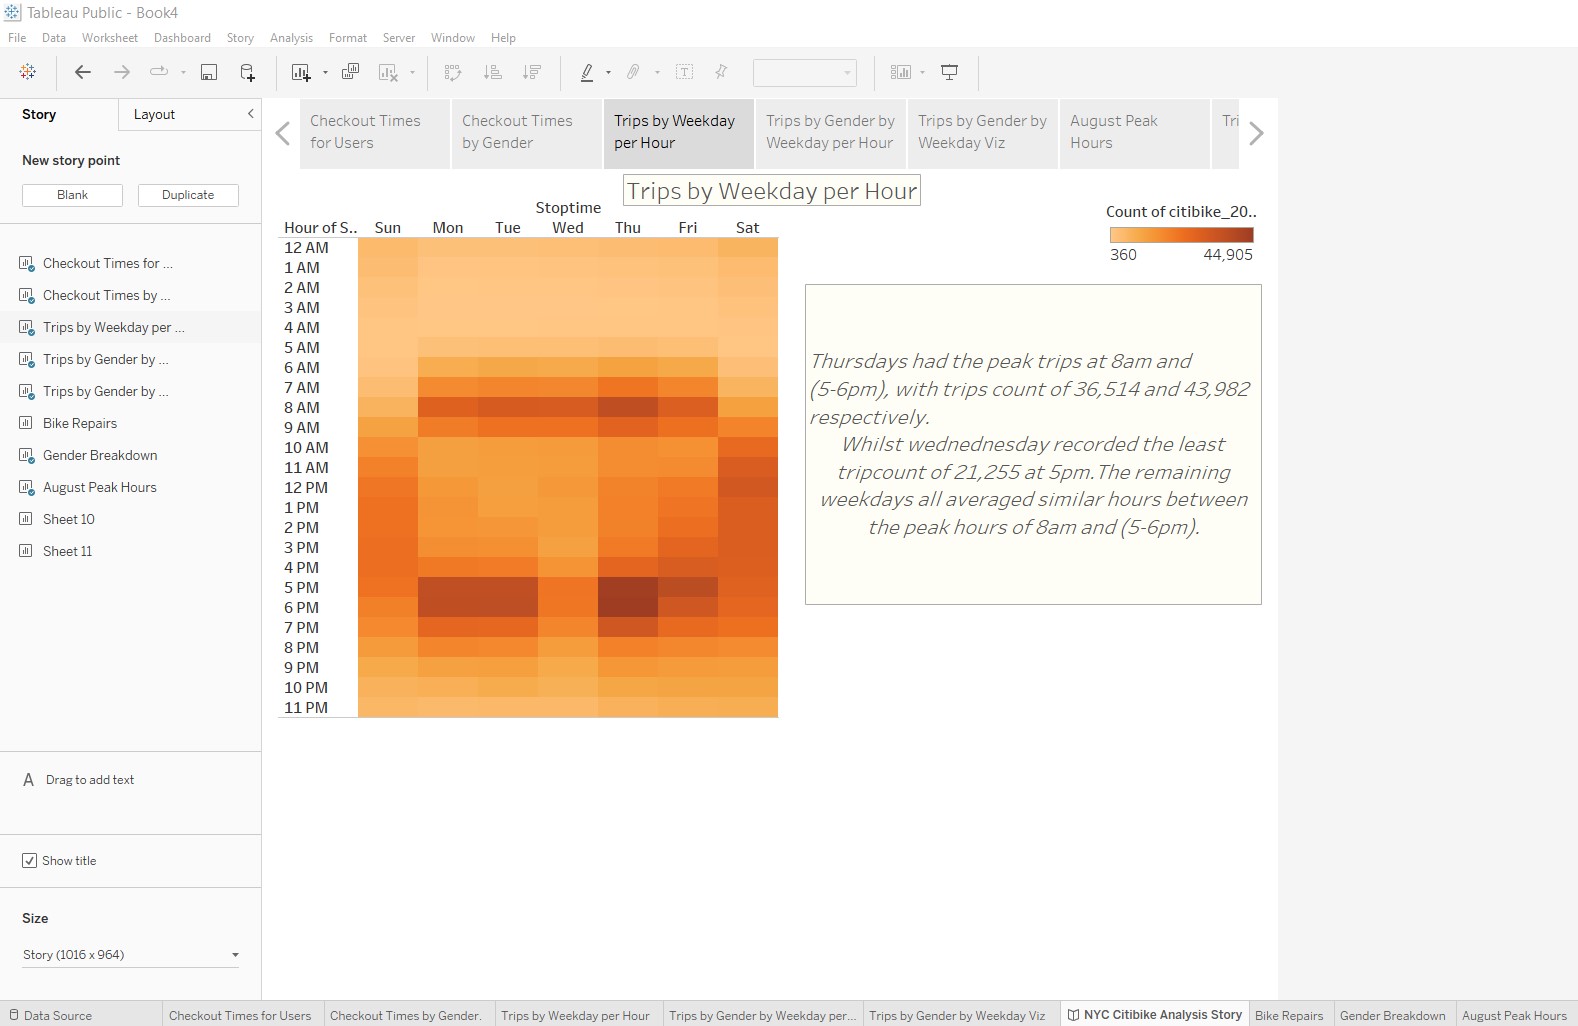 Tableau Public - Book4
File Data Worksheet Dashboard Story Analysis Format Server Window Help
Story
Layout
New story point
Blank
Duplicate
Checkout Times for ...
Checkout Times by ...
Trips by Weekday per ...
Trips by Gender by ...
Trips by Gender by ...
Bike Repairs
Gender Breakdown
August Peak Hours
Sheet 10
Sheet 11
A Drag to add text
Show title
Size
Story (1016 x 964)
Checkout Times
for Users
Checkout Times
by Gender
Trips by Weekday
per Hour
Trips by Gender by
Weekday per Hour
Trips by Gender by
Weekday Viz
August Peak
Hours
Tri
Trips by Weekday per Hour
Stoptime
Hour of S.. Sun Mon Tue Wed Thu Fri Sat
12 AM
1 AM
2 AM
3 AM
4 AM
5 AM
6 AM
7 AM
8 AM
9 AM
10 AM
11 AM
12 PM
1 PM
2 PM
3 PM
4 PM
5 PM
6 PM
7 PM
8 PM
9 PM
10 PM
11 PM
Count of citibike_20..
360 44,905
Thursdays had the peak trips at 8am and
(5-6pm), with trips count of 36,514 and 43,982
respectively.
Whilst wednednesday recorded the least
tripcount of 21,255 at 5pm.The remaining
weekdays all averaged similar hours between
the peak hours of 8am and (5-6pm).
Data Source Checkout Times for Users Checkout Times by Gender. Trips by Weekday per Hour Trips by Gender by Weekday per... Trips by Gender by Weekday Viz NYC Citibike Analysis Story Bike Repairs Gender Breakdown August Peak Hours